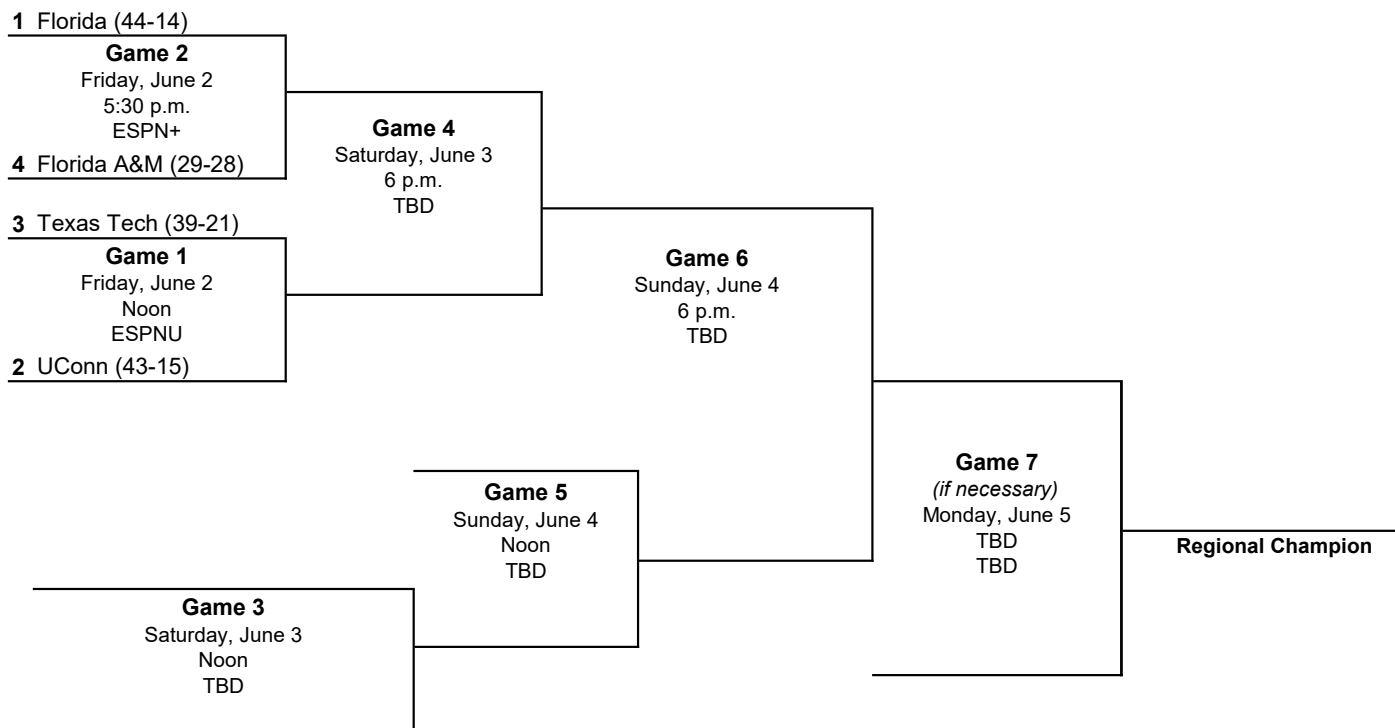 1 Florida (44-14)
Game 2
Friday, June 2
5:30 p.m.
ESPN+
4 Florida A&M (29-28)
3 Texas Tech (39-21)
Game 1
Friday, June 2
Noon
ESPNU
2 UConn (43-15)
Game 4
Saturday, June 3
6 p.m.
TBD
Game 6
Sunday, June 4
6 p.m.
TBD
Game 5
Sunday, June 4
Noon
TBD
Game 3
Saturday, June 3
Noon
TBD
Game 7
(if necessary)
Monday, June 5
TBD
TBD
Regional Champion